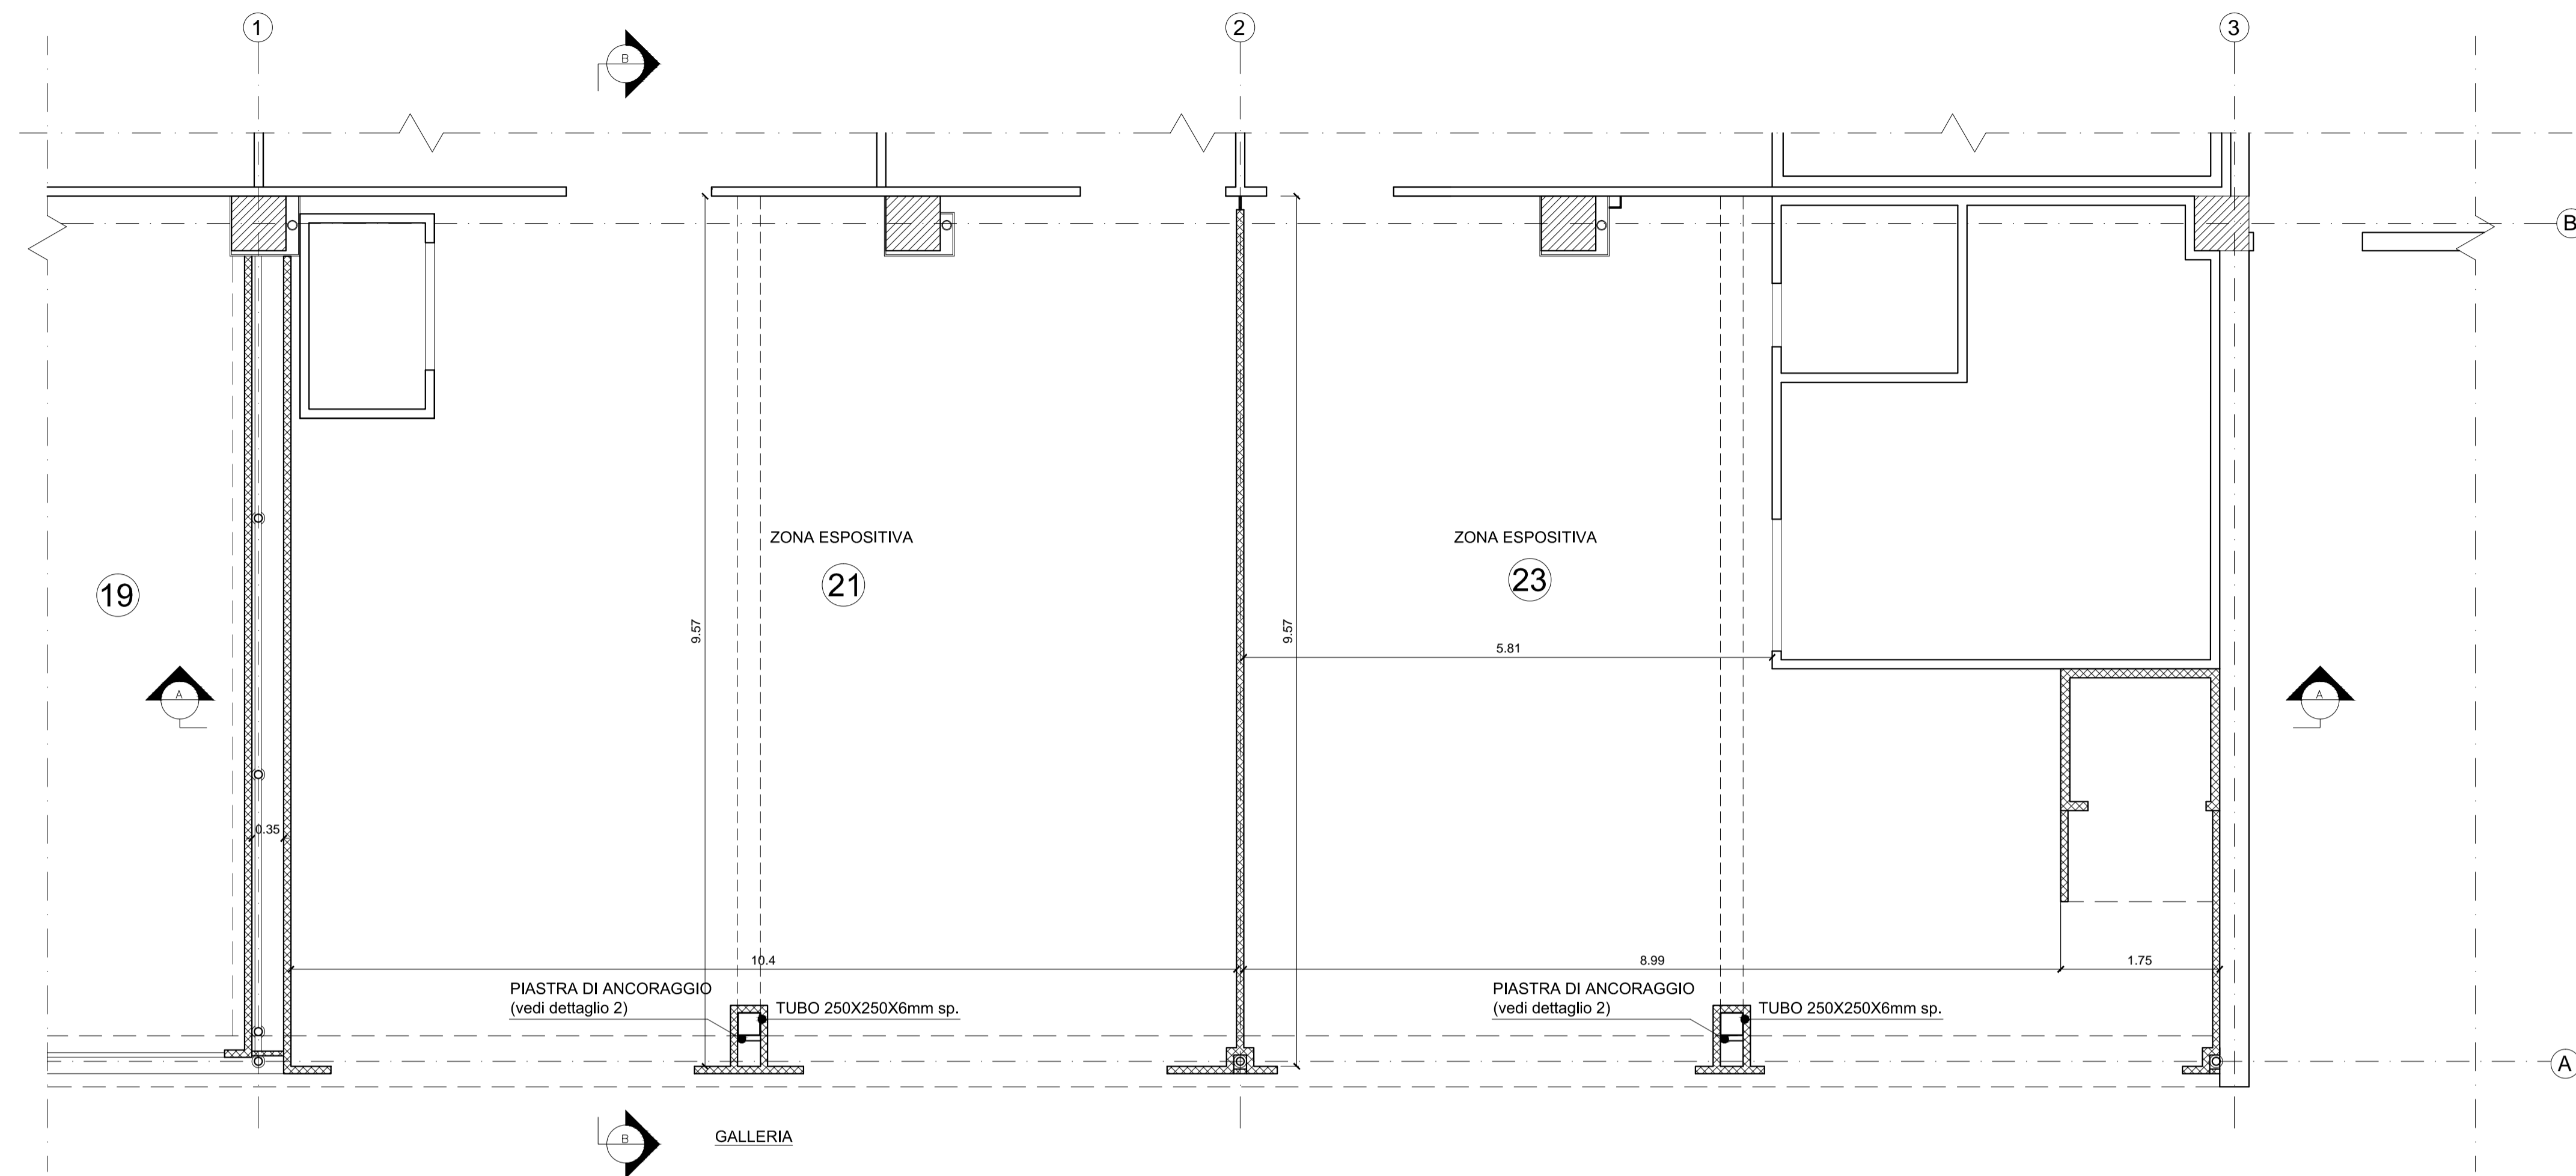 1
2
3
B
B
ZONA ESPOSITIVA
ZONA ESPOSITIVA
19
21
23
9.57
9.57
5.81
A
A
0.35
10.4
8.99
1.75
PIASTRA DI ANCORAGGIO
(vedi dettaglio 2)
TUBO 250X250X6mm sp.
PIASTRA DI ANCORAGGIO
(vedi dettaglio 2)
TUBO 250X250X6mm sp.
A
B
GALLERIA